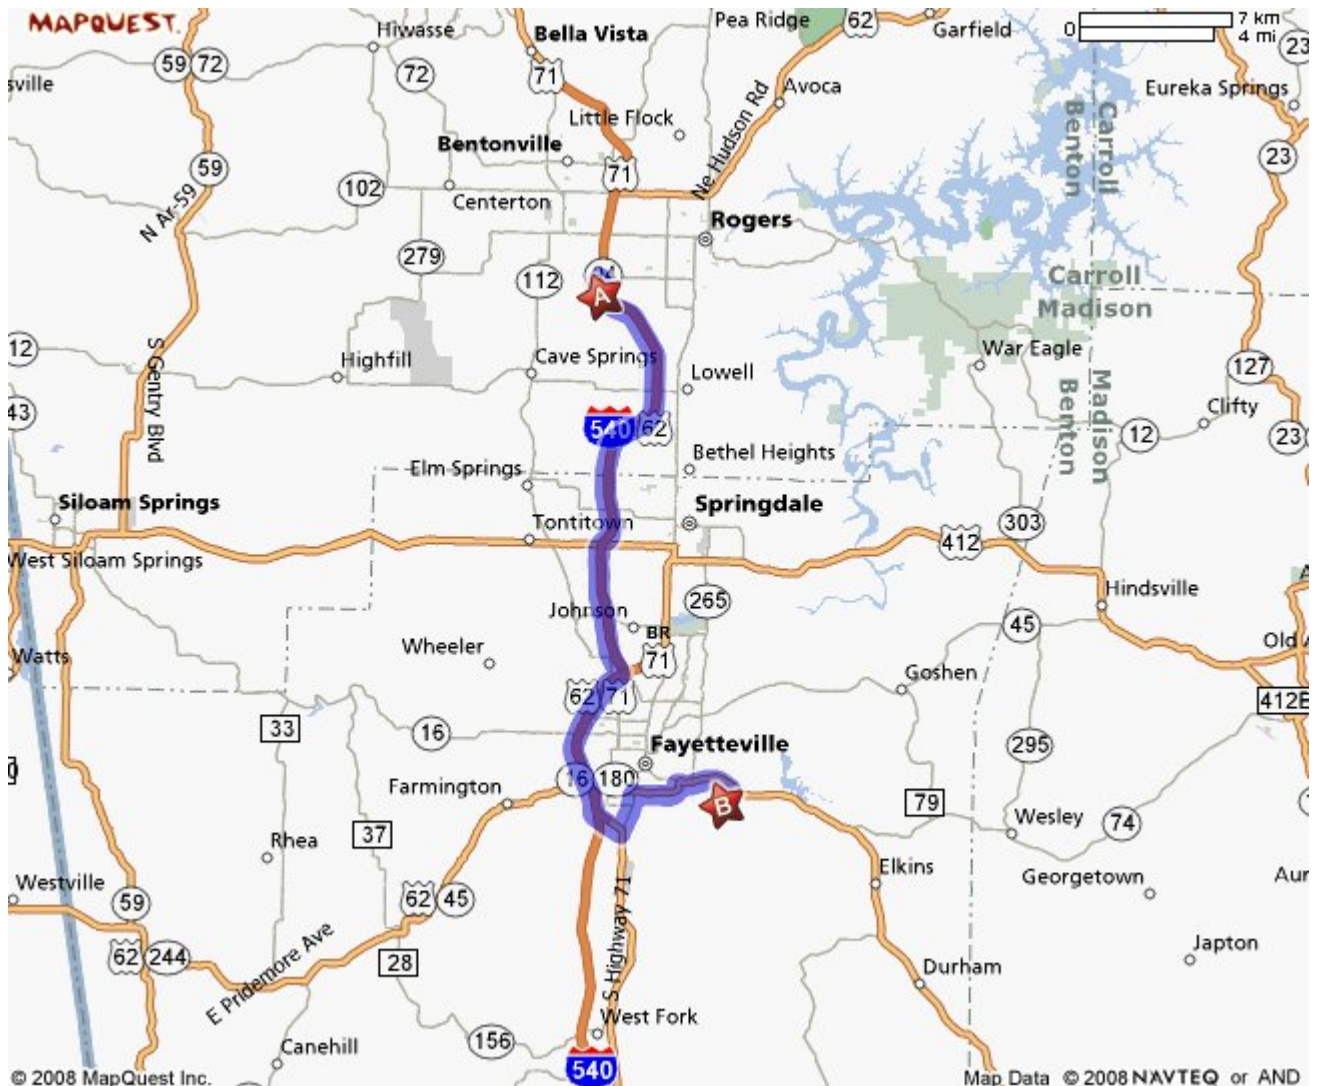 MAPQUEST.
Hiwasse
Bella Vista
Pea Ridge
62
Garfield
0
7 km
4 mi
23
59
72
72
71
sville
Avoca
Eureka Springs
Little Flock
Ne Hudson Rd
Carroll
Benton
Bentonville
59
71
23
102
Centerton
N Ar-59
Rogers
279
112
Carroll
Madison
A
12
S Gentry Blvd
Highfill
Cave Springs
Lowell
War Eagle
127
Madison
Benton
43
540
62
Clifty
12
23
Elm Springs
Bethel Heights
Siloam Springs
Springdale
Tontitown
303
412
West Siloam Springs
Johnson
265
Hindsville
BR
45
Watts
Wheeler
71
Old
Goshen
62
71
412E
33
16
295
Fayetteville
16
180
Farmington
B
79
Wesley
74
37
Rhea
Elkins
Georgetown
Aur
Westville
59
62
45
S Highway 71
62
244
E Pridemore Ave
28
Japton
Durham
West Fork
156
Canehill
540
© 2008 MapQuest Inc.
Map Data © 2008 NAVTEQ or AND